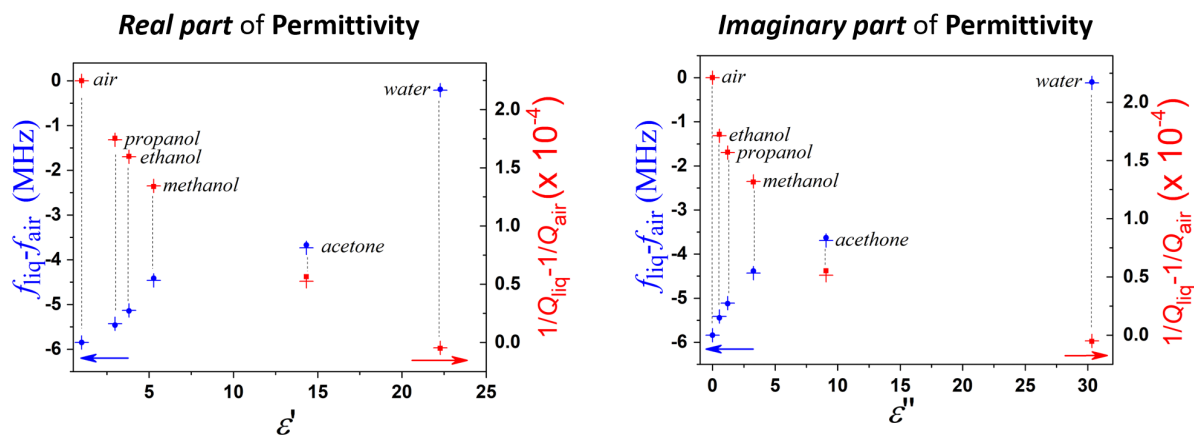 Real part of Permittivity
0
-1
-2
-3
-4
-5
-6
f_liq-f_air (MHz)
air
propanol
ethanol
methanol
acetone
water
2.0
1.5
1.0
0.5
0.0
1/Q_liq-1/Q_air (x 10^-4)
5
10
15
20
25
ε'
Imaginary part of Permittivity
0
-1
-2
-3
-4
-5
-6
f_liq-f_air (MHz)
air
ethanol
propanol
methanol
acethone
water
2.0
1.5
1.0
0.5
0.0
1/Q_liq-1/Q_air (x 10^-4)
0
5
10
15
20
25
30
ε"